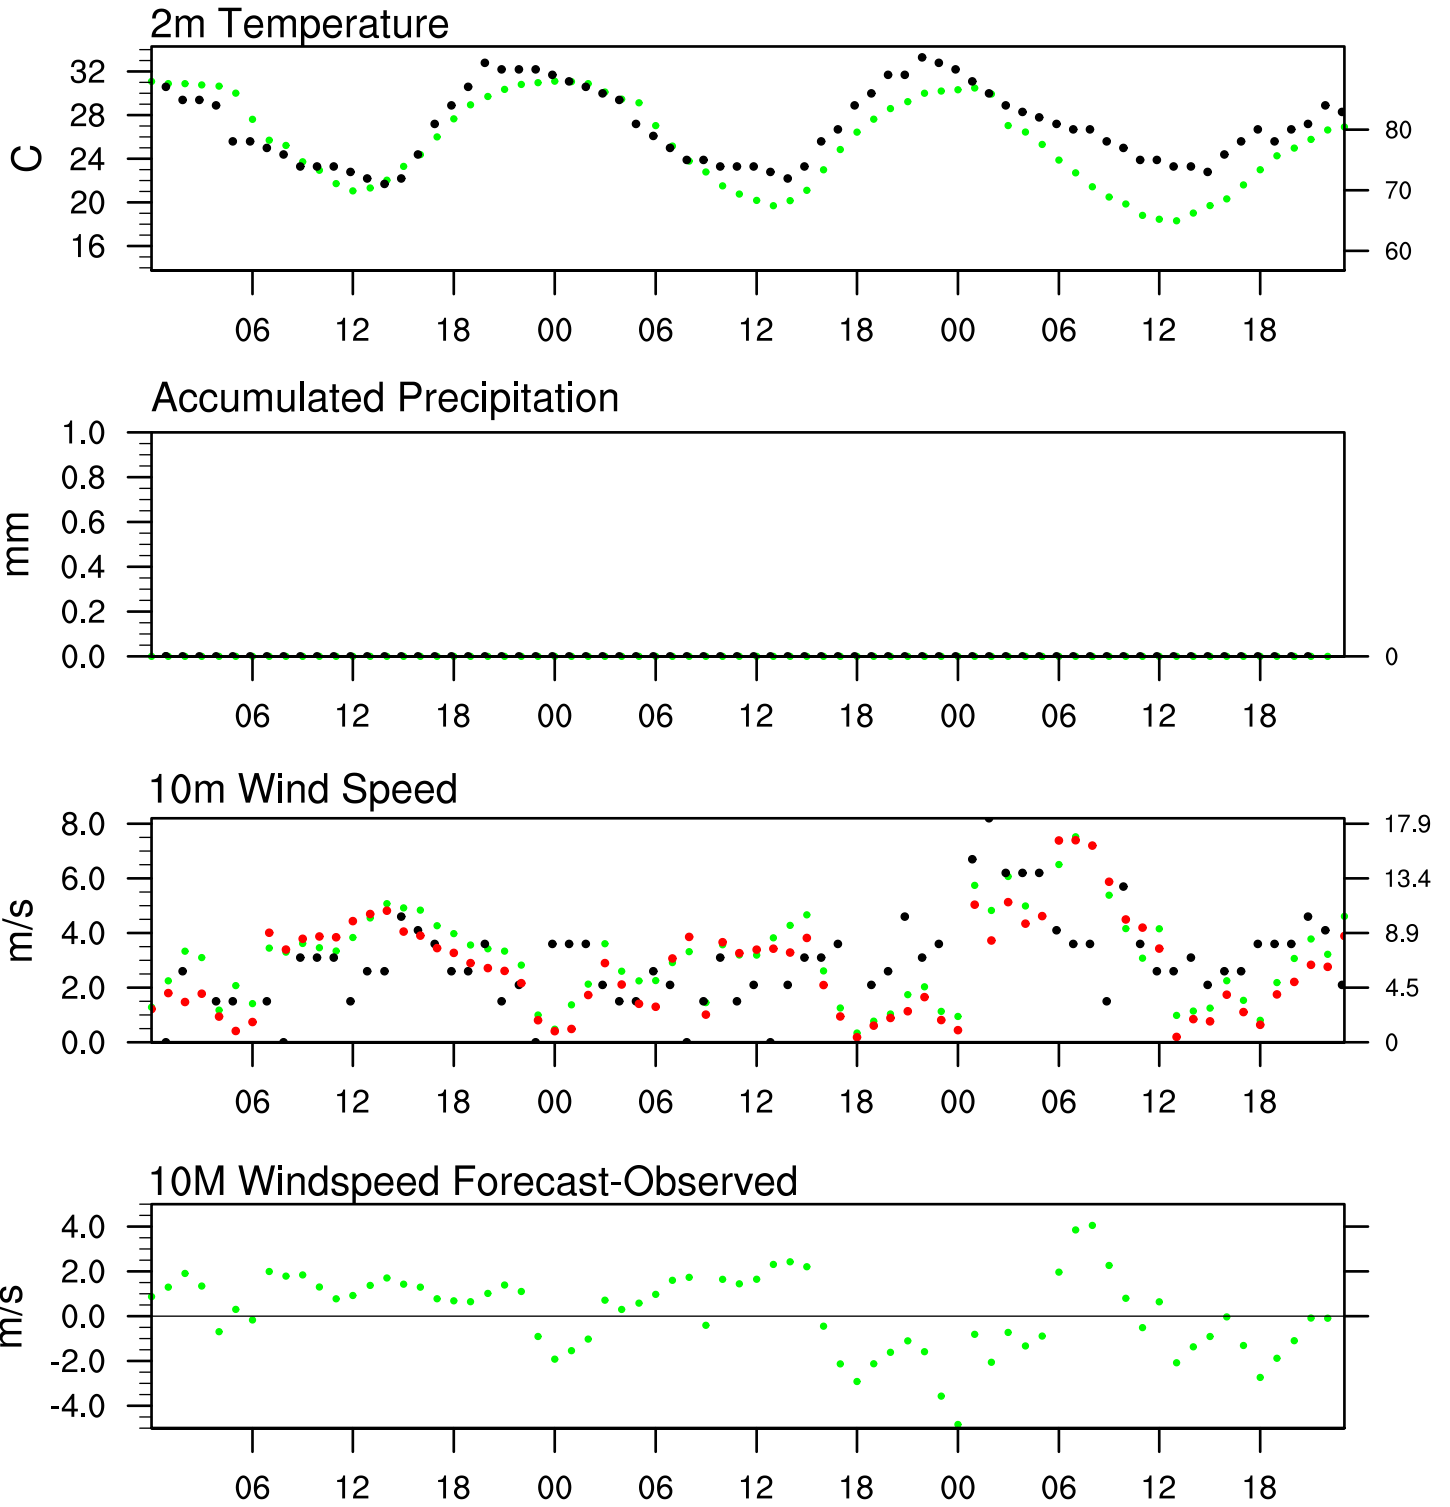 2m Temperature
32
28
24
20
16
C
80
70
60
06 12 18 00 06 12 18 00 06 12 18
Accumulated Precipitation
1.0
0.8
0.6
0.4
0.2
0.0
mm
0
06 12 18 00 06 12 18 00 06 12 18
10m Wind Speed
8.0
6.0
4.0
2.0
0.0
m/s
17.9
13.4
8.9
4.5
0
06 12 18 00 06 12 18 00 06 12 18
10M Windspeed Forecast-Observed
4.0
2.0
0.0
-2.0
-4.0
m/s
06 12 18 00 06 12 18 00 06 12 18